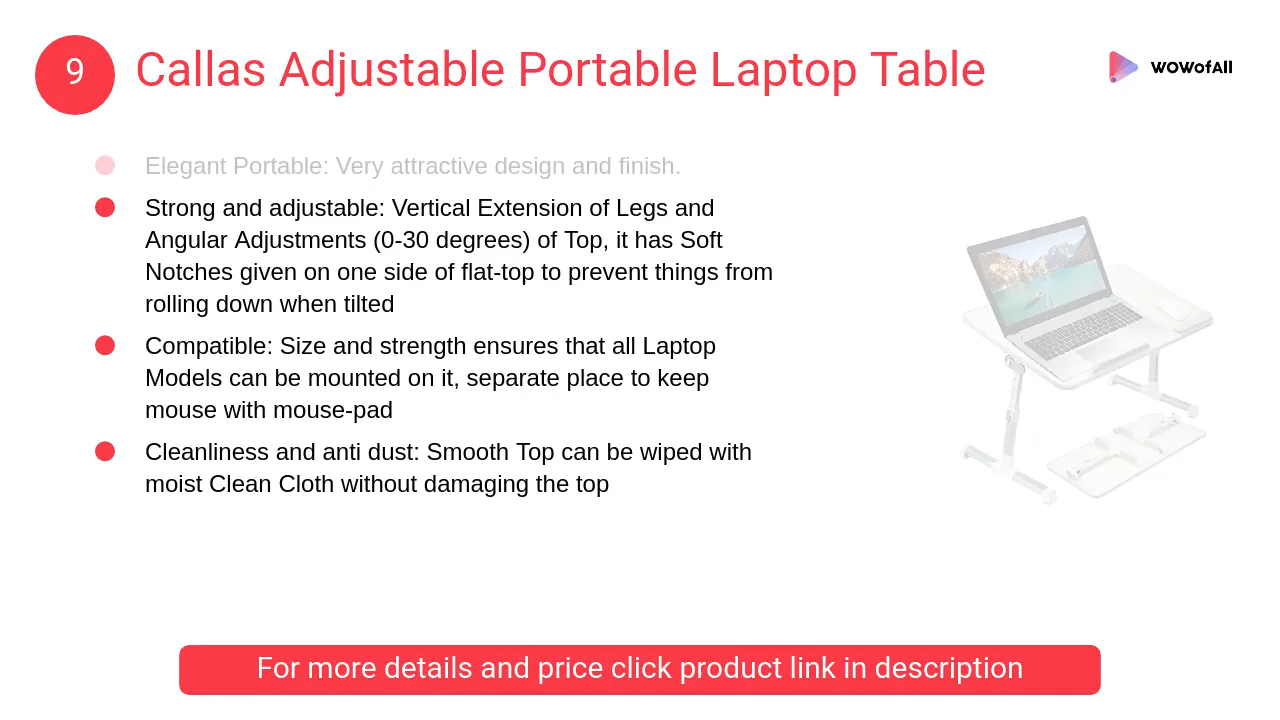 9
Callas Adjustable Portable Laptop Table
WOWofAll
Elegant Portable: Very attractive design and finish.
Strong and adjustable: Vertical Extension of Legs and
Angular Adjustments (0-30 degrees) of Top, it has Soft
Notches given on one side of flat-top to prevent things from
rolling down when tilted
Compatible: Size and strength ensures that all Laptop
Models can be mounted on it, separate place to keep
mouse with mouse-pad
Cleanliness and anti dust: Smooth Top can be wiped with
moist Clean Cloth without damaging the top
For more details and price click product link in description